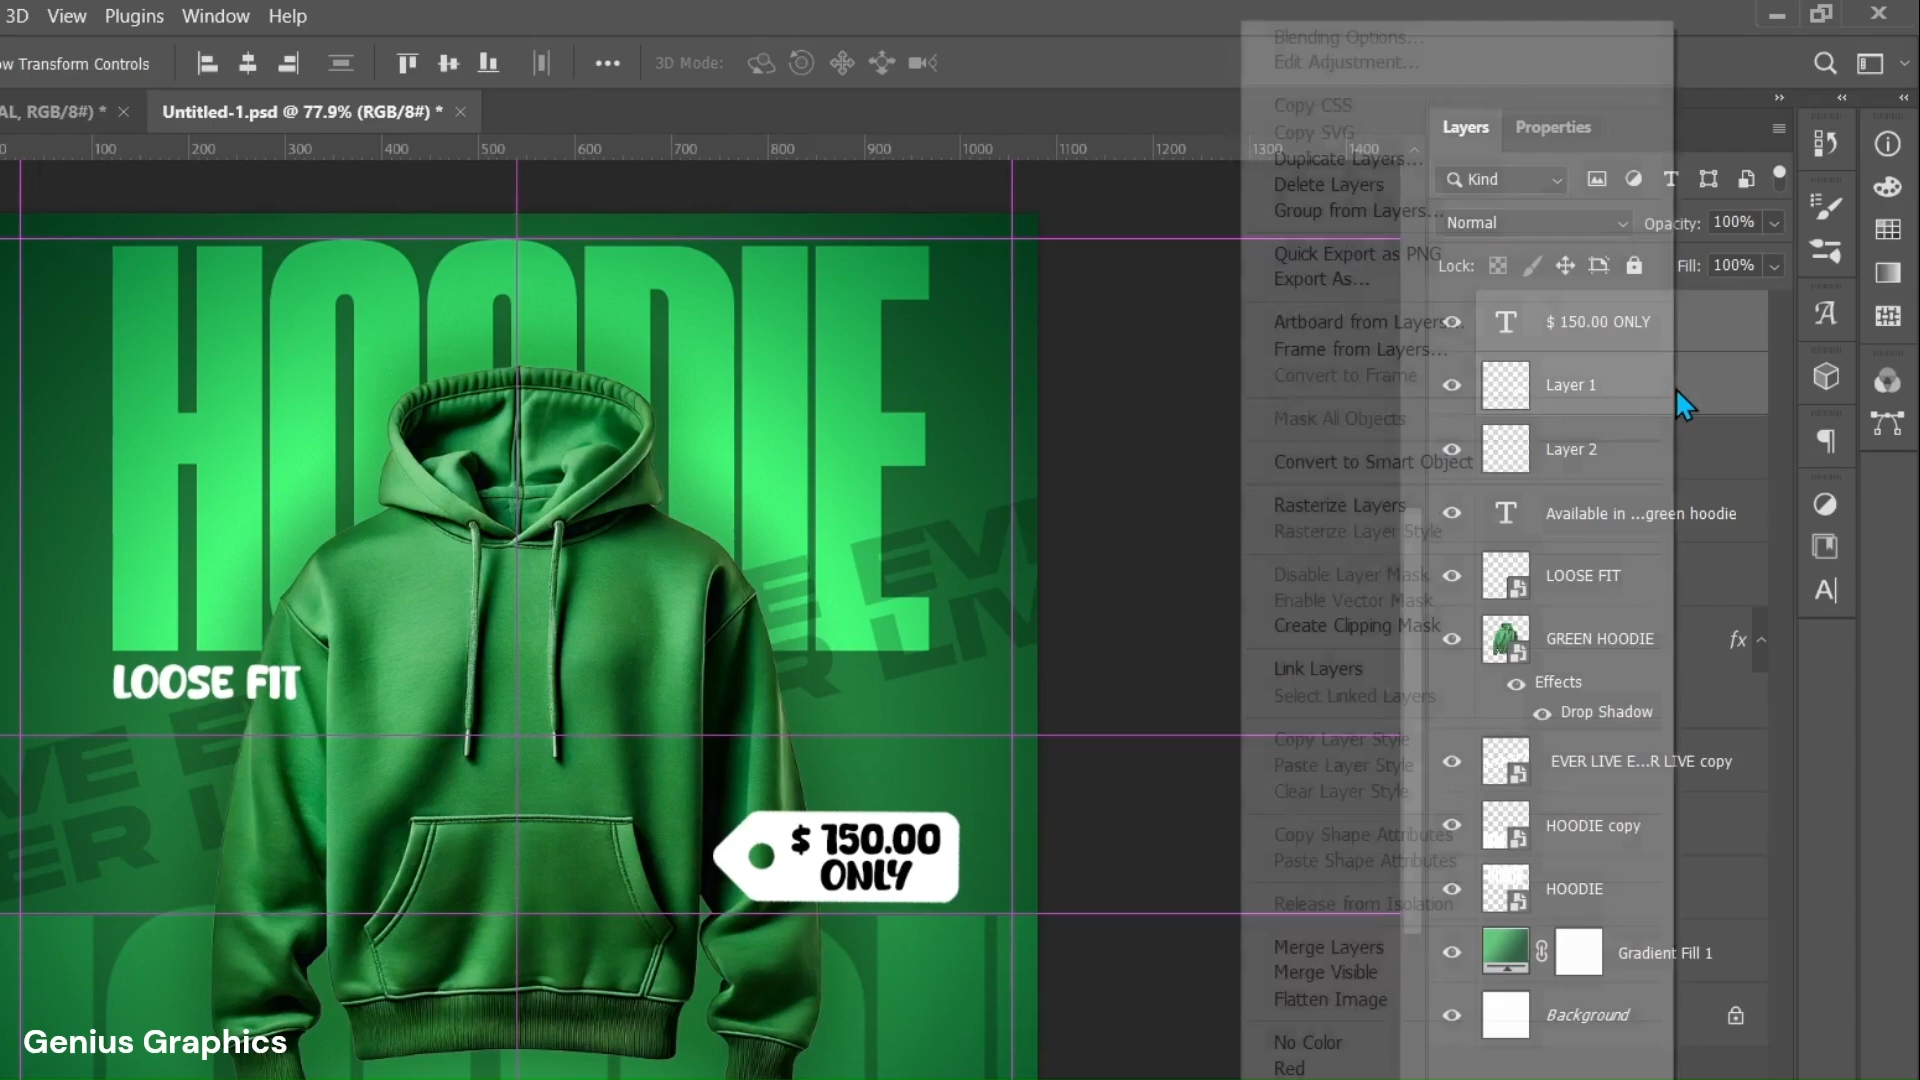 3D View Plugins Window Help
ow Transform Controls
3D Mode:
AL, RGB/8#) *
Untitled-1.psd @ 77.9% (RGB/8#) *
0 100 200 300 400 500 600 700 800 900 1000 1100 1200 1300 1400
HOODIE
LOOSE FIT
$ 150.00
ONLY
Genius Graphics
Blending Options...
Edit Adjustment...
Copy CSS
Copy SVG
Duplicate Layers...
Delete Layers
Group from Layers...
Quick Export as PNG
Export As...
Artboard from Layers...
Frame from Layers...
Convert to Frame
Mask All Objects
Convert to Smart Object
Rasterize Layers
Rasterize Layer Style
Disable Layer Mask
Enable Vector Mask
Create Clipping Mask
Link Layers
Select Linked Layers
Copy Layer Style
Paste Layer Style
Clear Layer Style
Copy Shape Attributes
Paste Shape Attributes
Release from Isolation
Merge Layers
Merge Visible
Flatten Image
No Color
Red
Layers Properties
Kind
Normal Opacity: 100%
Lock: Fill: 100%
$ 150.00 ONLY
Layer 1
Layer 2
Available in ...green hoodie
LOOSE FIT
GREEN HOODIE fx
Effects
Drop Shadow
EVER LIVE E...R LIVE copy
HOODIE copy
HOODIE
Gradient Fill 1
Background